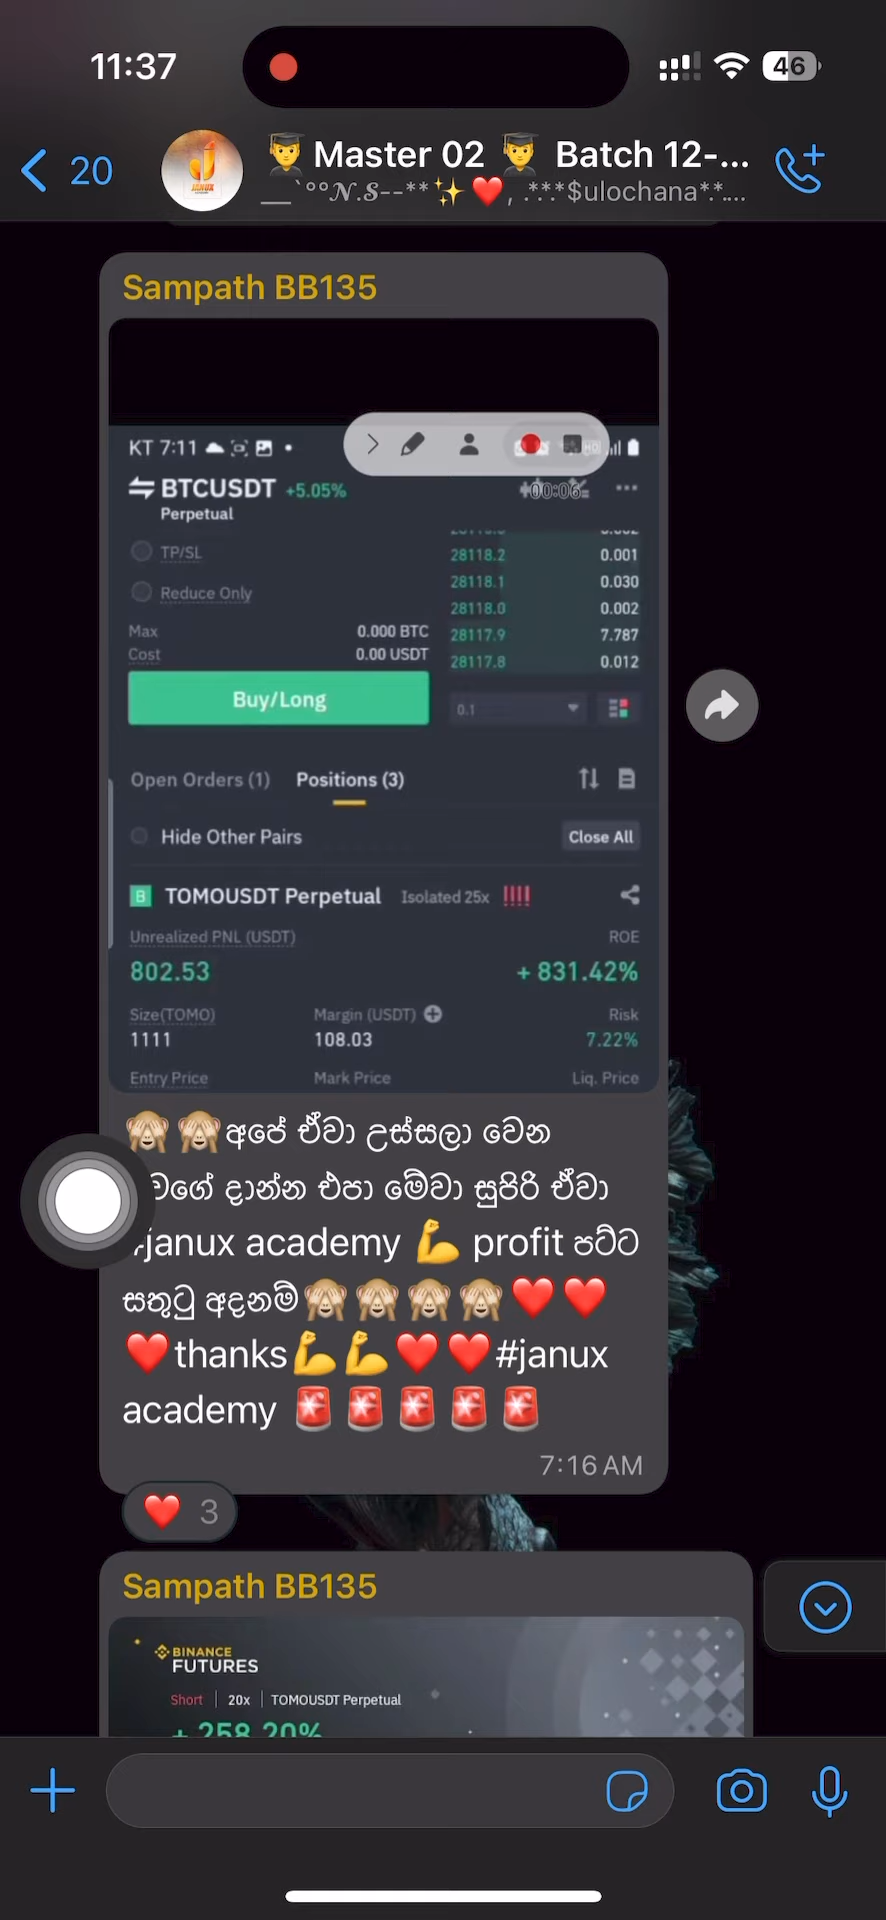 11:37
46
20
Master 02 Batch 12-...
__`°°N.S--**✨❤️, .***$ulochana**....
JANUX
Sampath BB135
KT 7:11
BTCUSDT +5.05%
00:06
Perpetual
TP/SL
28118.2 0.001
Reduce Only
28118.1 0.030
28118.0 0.002
Max 0.000 BTC
28117.9 7.787
Cost 0.00 USDT
28117.8 0.012
Buy/Long
0.1
Open Orders (1) Positions (3)
Hide Other Pairs Close All
B TOMOUSDT Perpetual Isolated 25x !!!!
Unrealized PNL (USDT) ROE
802.53 + 831.42%
Size(TOMO) Margin (USDT) Risk
1111 108.03 7.22%
Entry Price Mark Price Liq. Price
🙈🙈අපේ ඒවා උස්සලා වෙන
දාන්න එපා මේවා සුපිරි ඒවා
janux academy 💪 profit පට්ට
සතුටු අදනම්🙈🙈🙈🙈❤️❤️
❤️thanks💪💪❤️❤️#janux
academy 🚨🚨🚨🚨🚨
7:16 AM
❤️ 3
Sampath BB135
BINANCE
FUTURES
Short 20x TOMOUSDT Perpetual
+ 258.20%